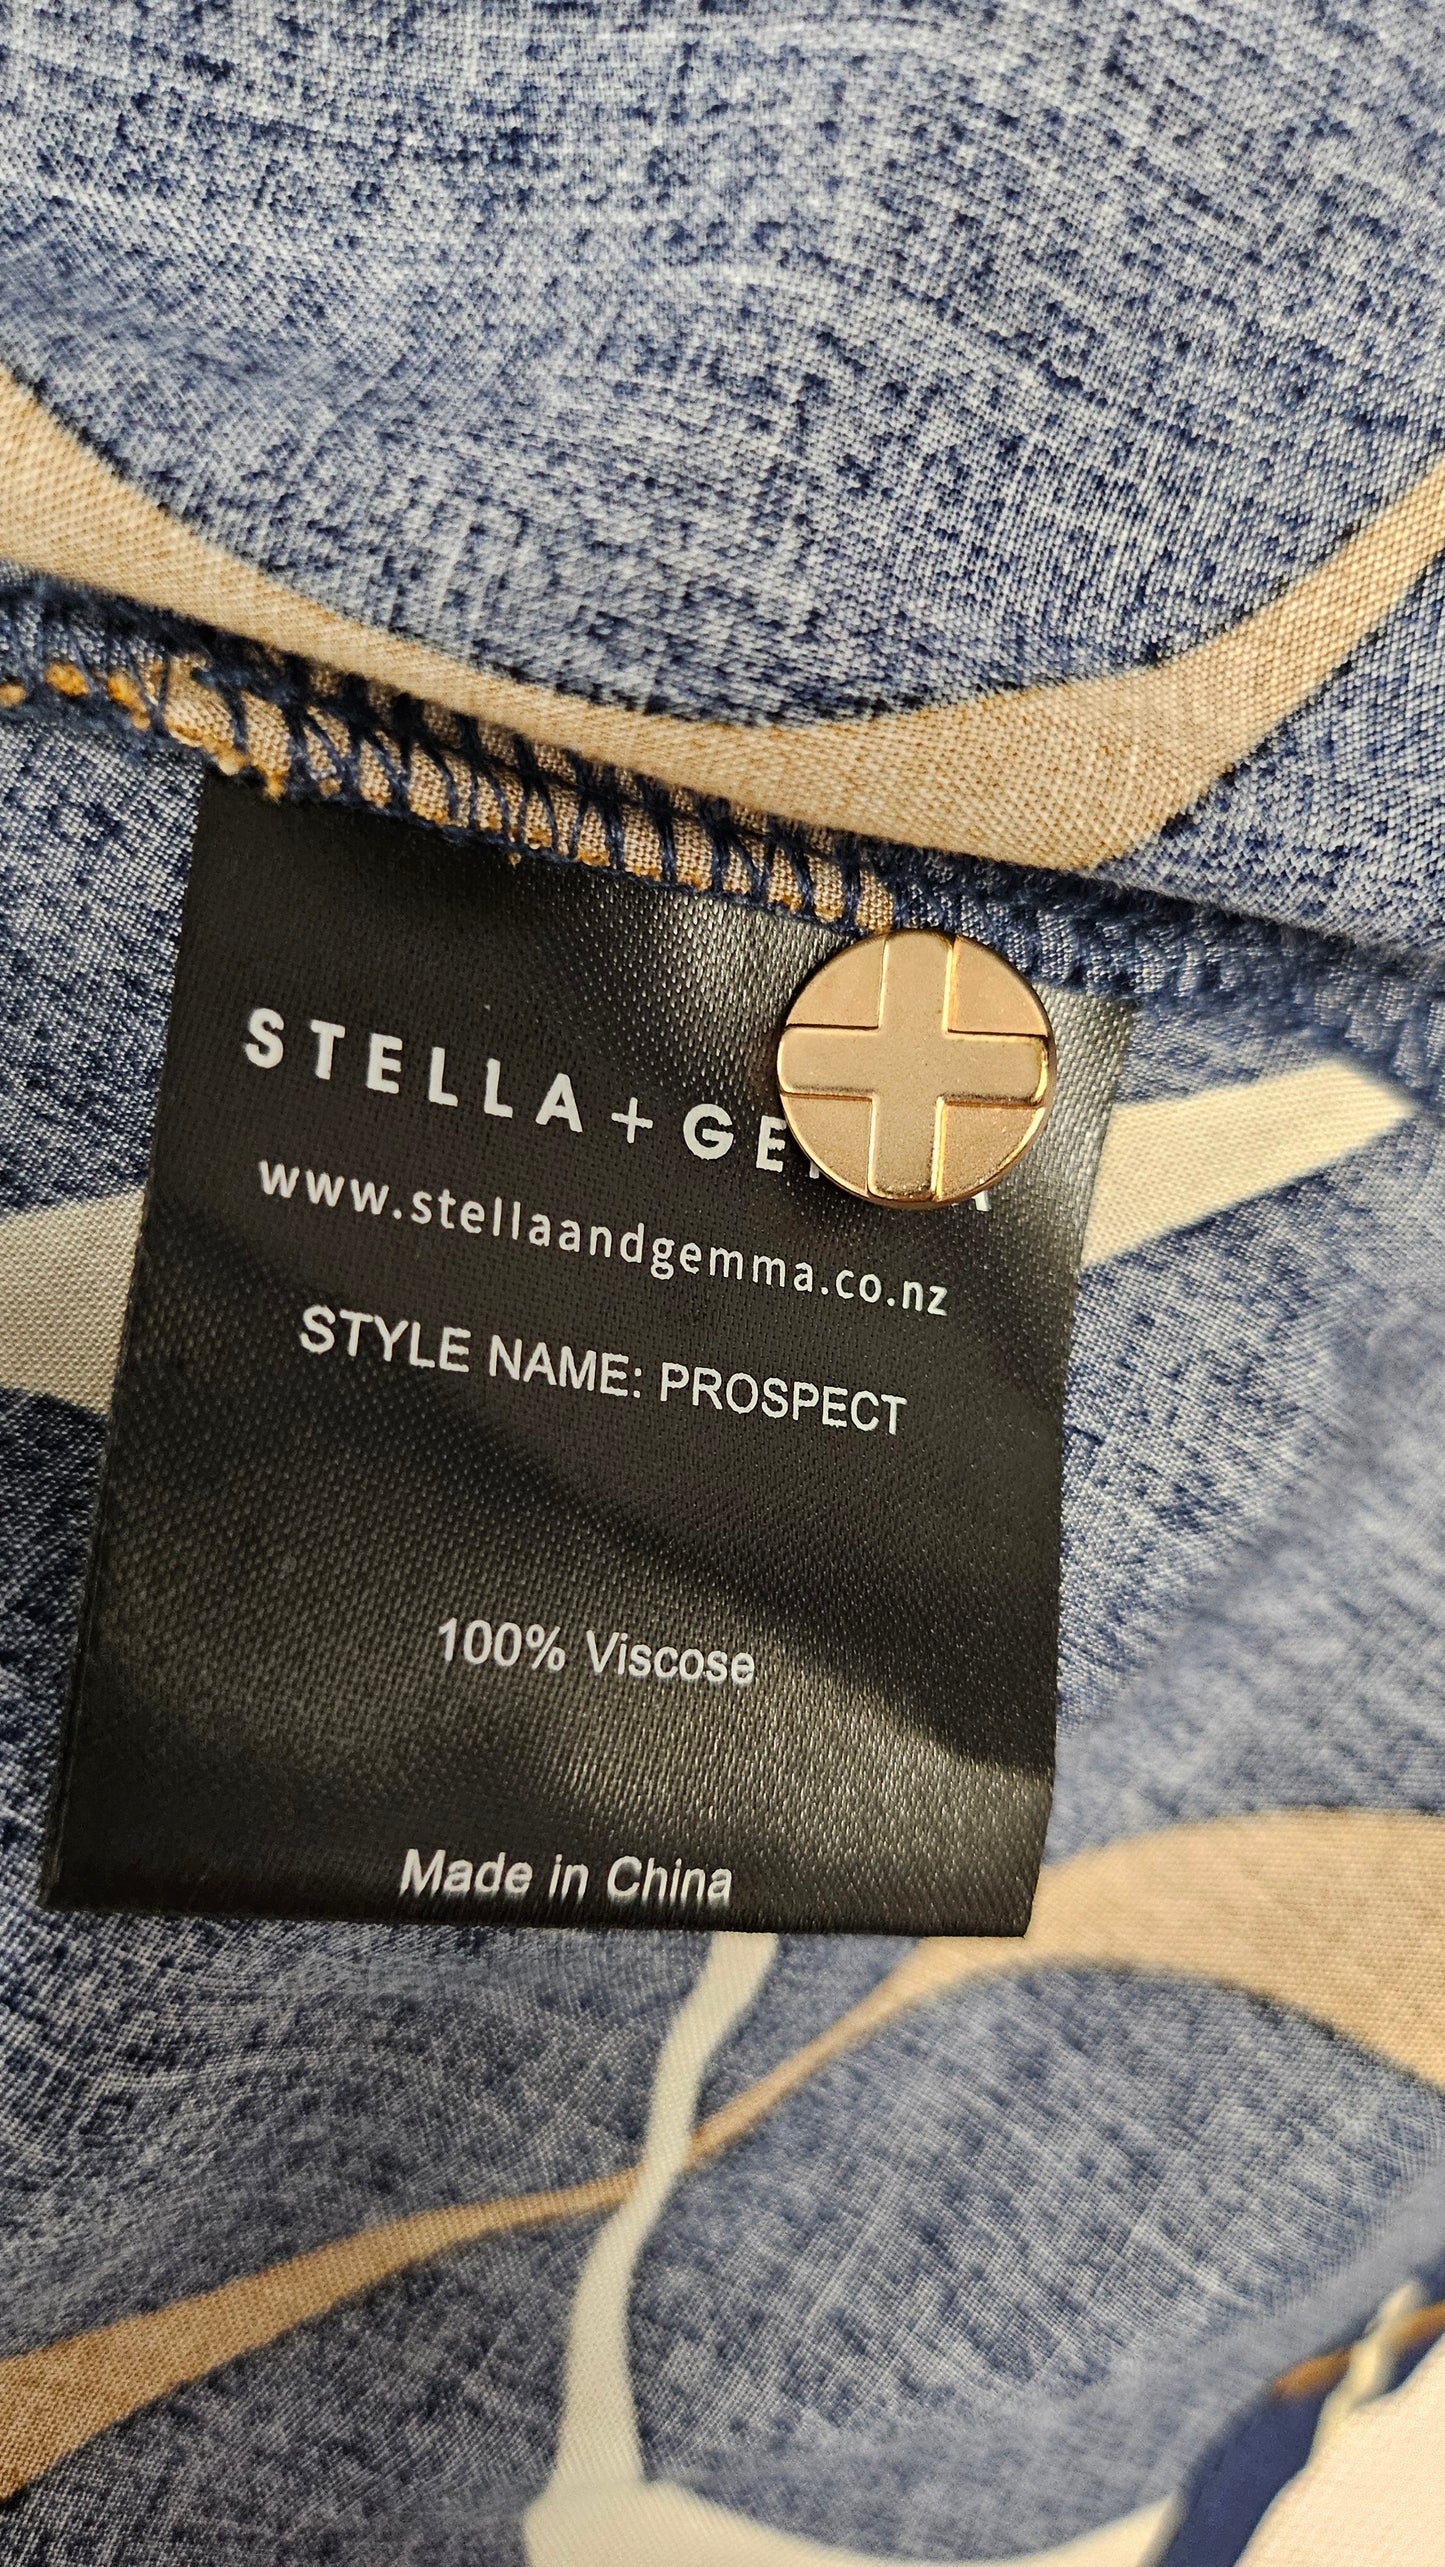 STELLA+GE
www.stellaandgemma.co.nz
STYLE NAME: PROSPECT
100% Viscose
Made in China